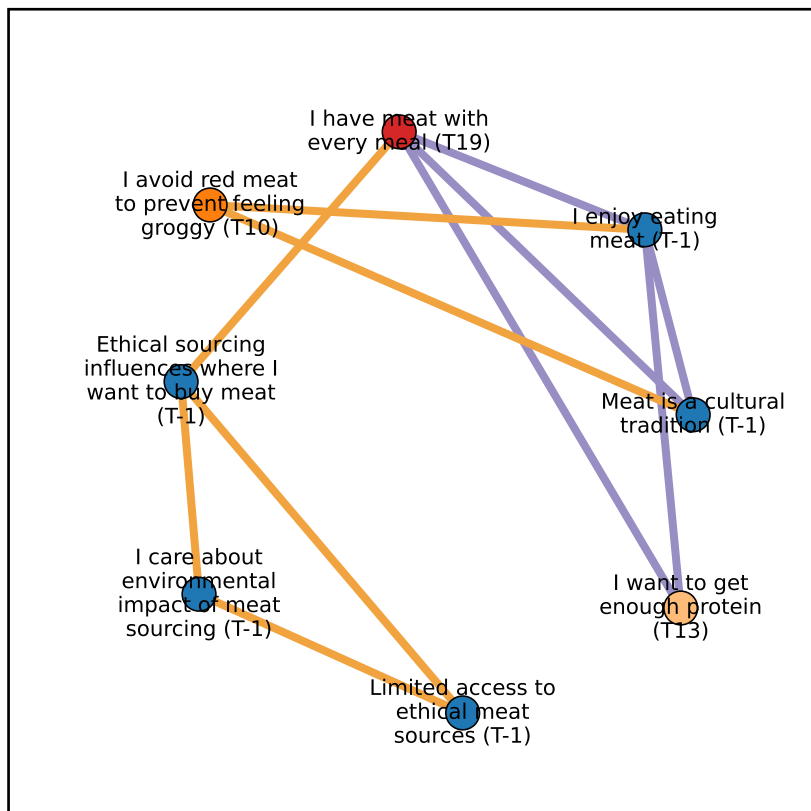 I have meat with
every meal (T19)
I avoid red meat
to prevent feeling
groggy (T10)
I enjoy eating
meat (T-1)
Ethical sourcing
influences where I
want to buy meat
(T-1)
Meat is a cultural
tradition (T-1)
I care about
environmental
impact of meat
sourcing (T-1)
I want to get
enough protein
(T13)
Limited access to
ethical meat
sources (T-1)